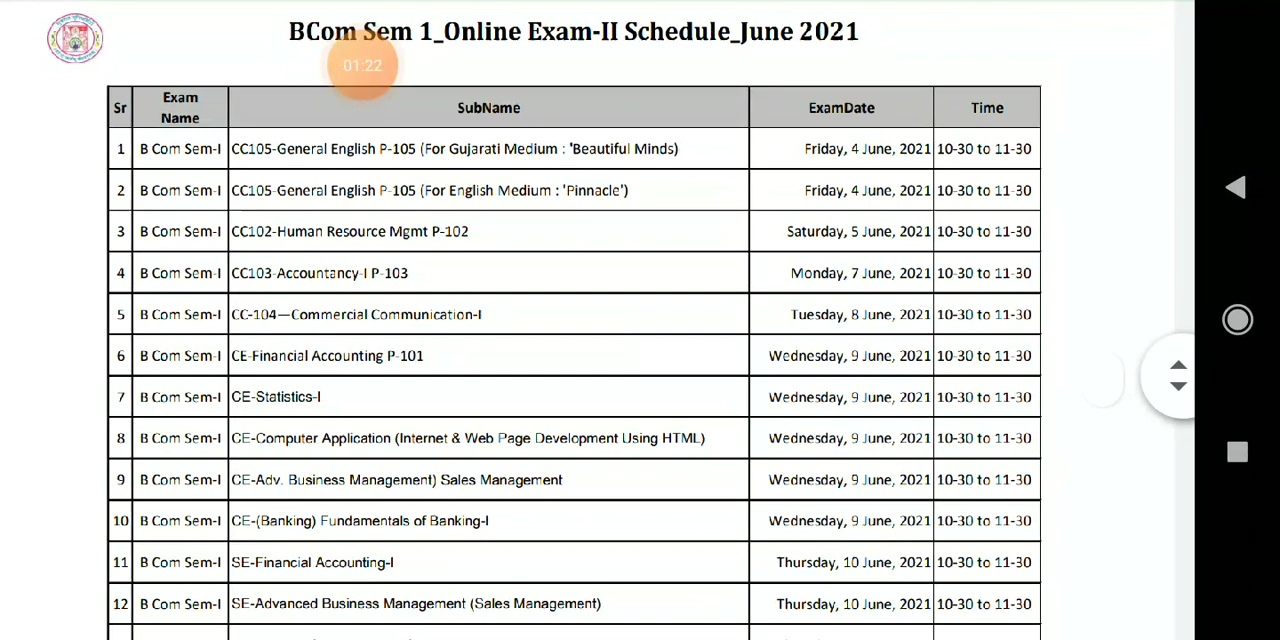 BCom Sem 1_Online Exam-II Schedule_June 2021
01:22
Sr Exam Name SubName ExamDate Time
1 B Com Sem-I CC105-General English P-105 (For Gujarati Medium : 'Beautiful Minds) Friday, 4 June, 2021 10-30 to 11-30
2 B Com Sem-I CC105-General English P-105 (For English Medium : 'Pinnacle') Friday, 4 June, 2021 10-30 to 11-30
3 B Com Sem-I CC102-Human Resource Mgmt P-102 Saturday, 5 June, 2021 10-30 to 11-30
4 B Com Sem-I CC103-Accountancy-I P-103 Monday, 7 June, 2021 10-30 to 11-30
5 B Com Sem-I CC-104—Commercial Communication-I Tuesday, 8 June, 2021 10-30 to 11-30
6 B Com Sem-I CE-Financial Accounting P-101 Wednesday, 9 June, 2021 10-30 to 11-30
7 B Com Sem-I CE-Statistics-I Wednesday, 9 June, 2021 10-30 to 11-30
8 B Com Sem-I CE-Computer Application (Internet & Web Page Development Using HTML) Wednesday, 9 June, 2021 10-30 to 11-30
9 B Com Sem-I CE-Adv. Business Management) Sales Management Wednesday, 9 June, 2021 10-30 to 11-30
10 B Com Sem-I CE-(Banking) Fundamentals of Banking-I Wednesday, 9 June, 2021 10-30 to 11-30
11 B Com Sem-I SE-Financial Accounting-I Thursday, 10 June, 2021 10-30 to 11-30
12 B Com Sem-I SE-Advanced Business Management (Sales Management) Thursday, 10 June, 2021 10-30 to 11-30